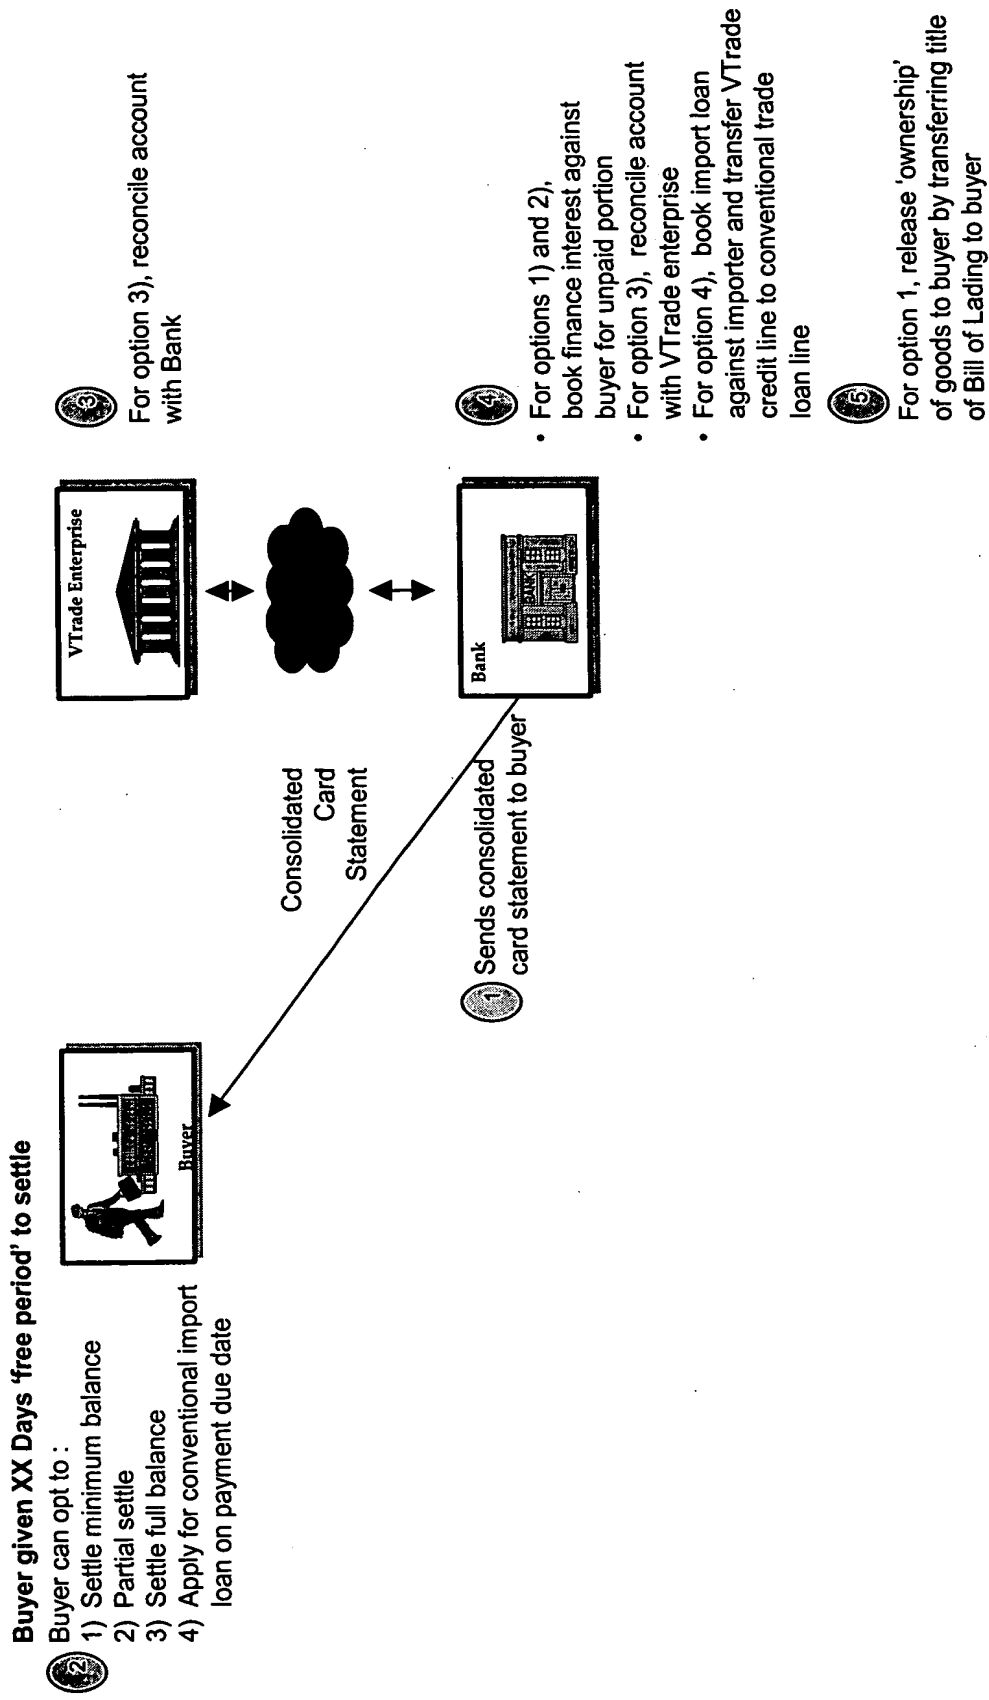 Buyer given XX Days 'free period' to settle
2
Buyer can opt to :
1) Settle minimum balance
2) Partial settle
3) Settle full balance
4) Apply for conventional import
loan on payment due date
Buyer
Consolidated
Card
Statement
1
Sends consolidated
card statement to buyer
VTrade Enterprise
Bank
BANK
3
For option 3), reconcile account
with Bank
4
• For options 1) and 2),
book finance interest against
buyer for unpaid portion
• For option 3), reconcile account
with VTrade enterprise
• For option 4), book import loan
against importer and transfer VTrade
credit line to conventional trade
loan line
5
For option 1, release 'ownership'
of goods to buyer by transferring title
of Bill of Lading to buyer